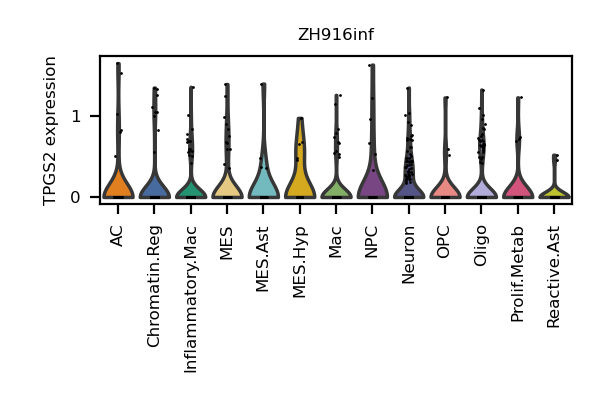 ZH916inf
TPGS2 expression
1
0
AC
Chromatin.Reg
Inflammatory.Mac
MES
MES.Ast
MES.Hyp
Mac
NPC
Neuron
OPC
Oligo
Prolif.Metab
Reactive.Ast